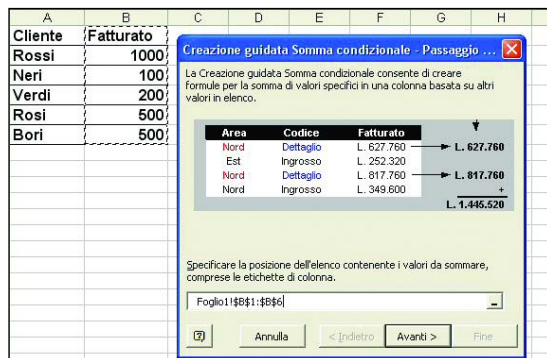 A B C D E F G H
Cliente Fatturato
Rossi 1000
Neri 100
Verdi 200
Rosi 500
Bori 500
Creazione guidata Somma condizionale - Passaggio ...
La Creazione guidata Somma condizionale consente di creare
formule per la somma di valori specifici in una colonna basata su altri
valori in elenco.
Area Codice Fatturato
Nord Dettaglio L. 627.760 L. 627.760
Est Ingrosso L. 252.320
Nord Dettaglio L. 817.760 L. 817.760
Nord Ingrosso L. 349.600 +
L. 1.445.520
Specificare la posizione dell'elenco contenente i valori da sommare,
comprese le etichette di colonna.
Foglio1!$B$1:$B$6
? Annulla < Indietro Avanti > Fine